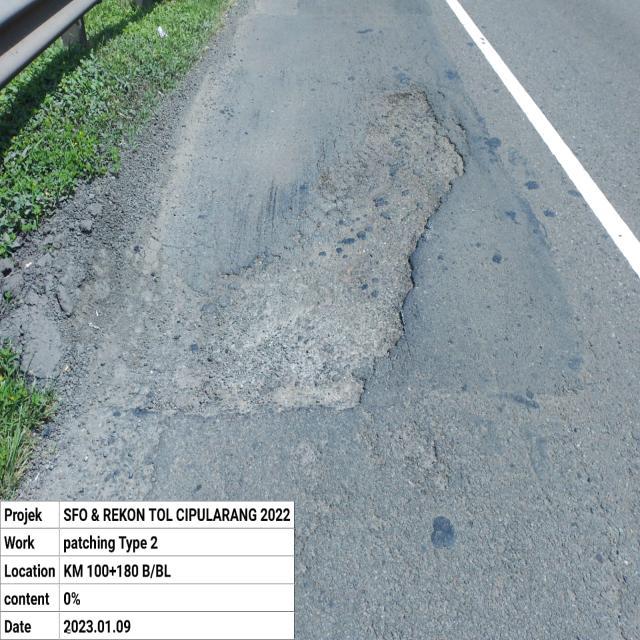 Projek SFO & REKON TOL CIPULARANG 2022
Work patching Type 2
Location KM 100+180 B/BL
content 0%
Date 2023.01.09